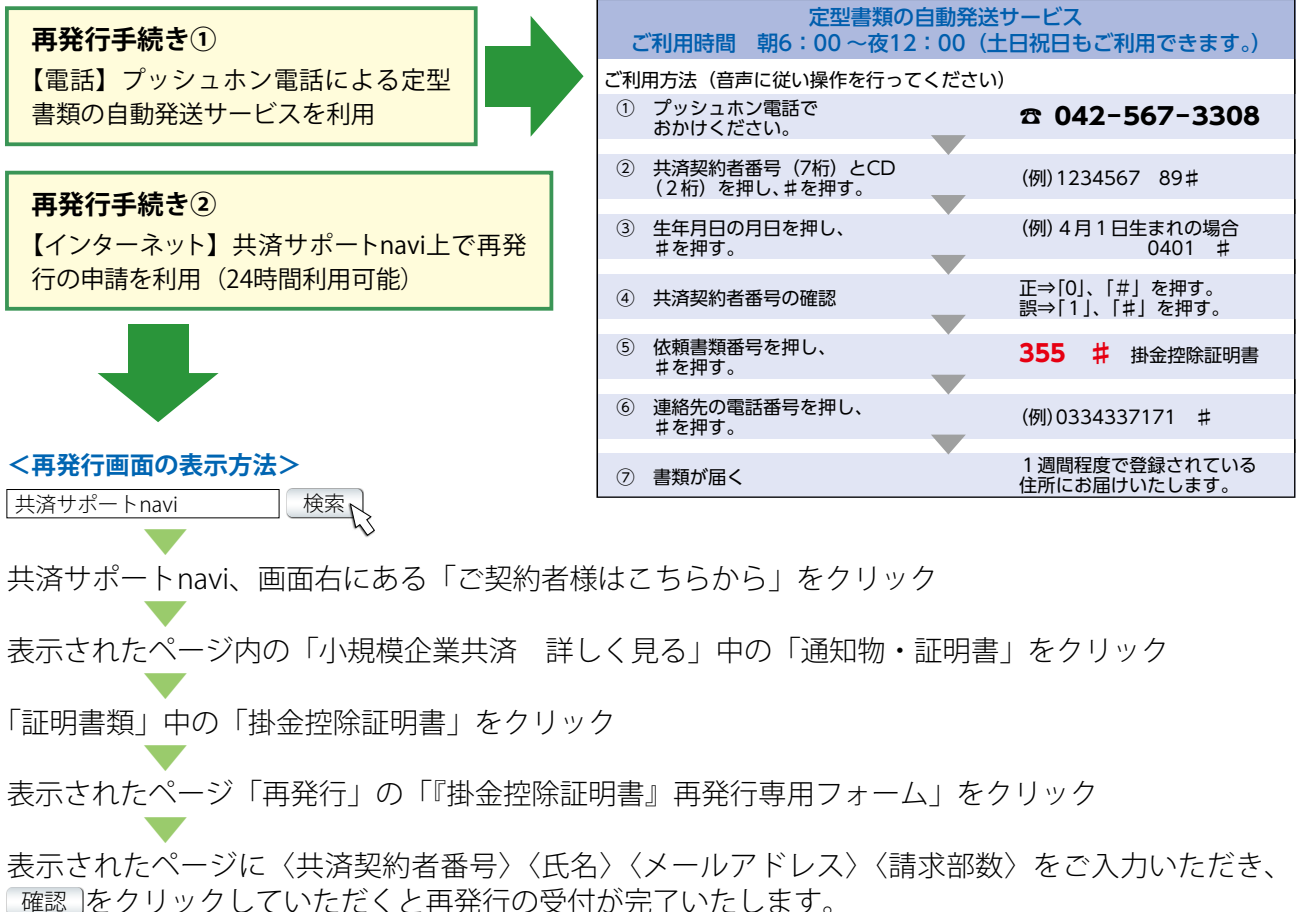 再発行手続き①
【電話】プッシュホン電話による定型
書類の自動発送サービスを利用
再発行手続き②
【インターネット】共済サポートnavi上で再発
行の申請を利用（24時間利用可能）
定型書類の自動発送サービス
ご利用時間　朝6：00～夜12：00（土日祝日もご利用できます。）
ご利用方法（音声に従い操作を行ってください）
①　プッシュホン電話で
おかけください。
☎ 042-567-3308
②　共済契約者番号（7桁）とCD
（２桁）を押し、♯を押す。
(例)1234567　89♯
③　生年月日の月日を押し、
♯を押す。
(例)４月１日生まれの場合
0401　♯
④　共済契約者番号の確認
正⇒「0」、「♯」を押す。
誤⇒「１」、「♯」を押す。
⑤　依頼書類番号を押し、
♯を押す。
355　♯　掛金控除証明書
⑥　連絡先の電話番号を押し、
♯を押す。
(例)0334337171　♯
⑦　書類が届く
１週間程度で登録されている
住所にお届けいたします。
＜再発行画面の表示方法＞
共済サポートnavi　検索
共済サポートnavi、画面右にある「ご契約者様はこちらから」をクリック
表示されたページ内の「小規模企業共済　詳しく見る」中の「通知物・証明書」をクリック
「証明書類」中の「掛金控除証明書」をクリック
表示されたページ「再発行」の「『掛金控除証明書』再発行専用フォーム」をクリック
表示されたページに〈共済契約者番号〉〈氏名〉〈メールアドレス〉〈請求部数〉をご入力いただき、
確認をクリックしていただくと再発行の受付が完了いたします。